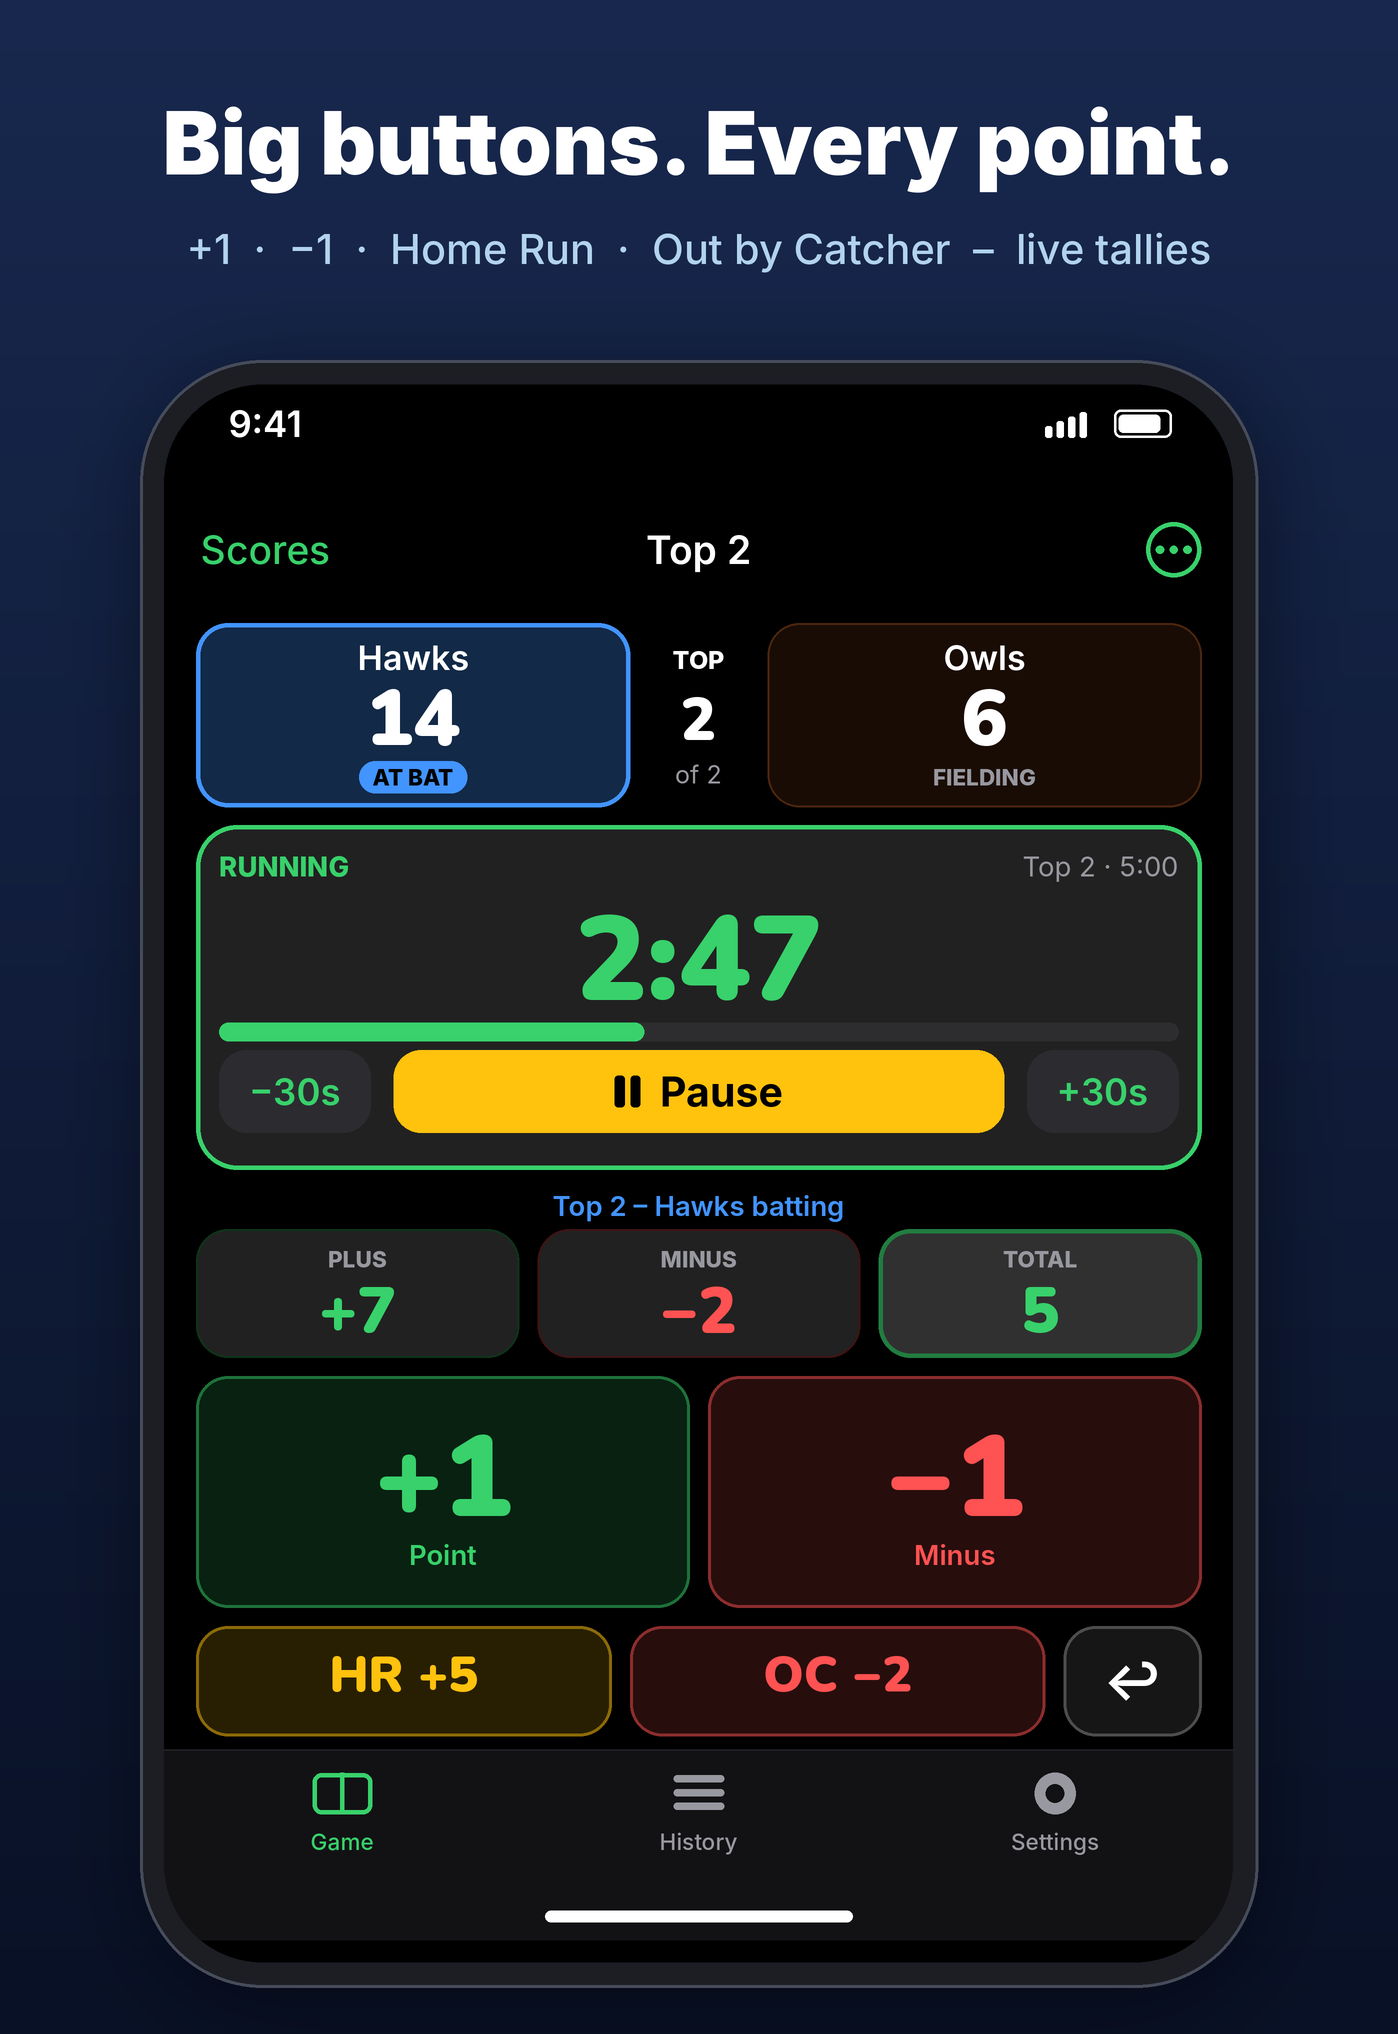 Big buttons. Every point.
+1 · −1 · Home Run · Out by Catcher – live tallies
9:41
Scores
Top 2
Hawks
14
AT BAT
TOP
2
of 2
Owls
6
FIELDING
RUNNING
Top 2 · 5:00
2:47
−30s
Pause
+30s
Top 2 – Hawks batting
PLUS
+7
MINUS
−2
TOTAL
5
+1
Point
−1
Minus
HR +5
OC −2
Game
History
Settings